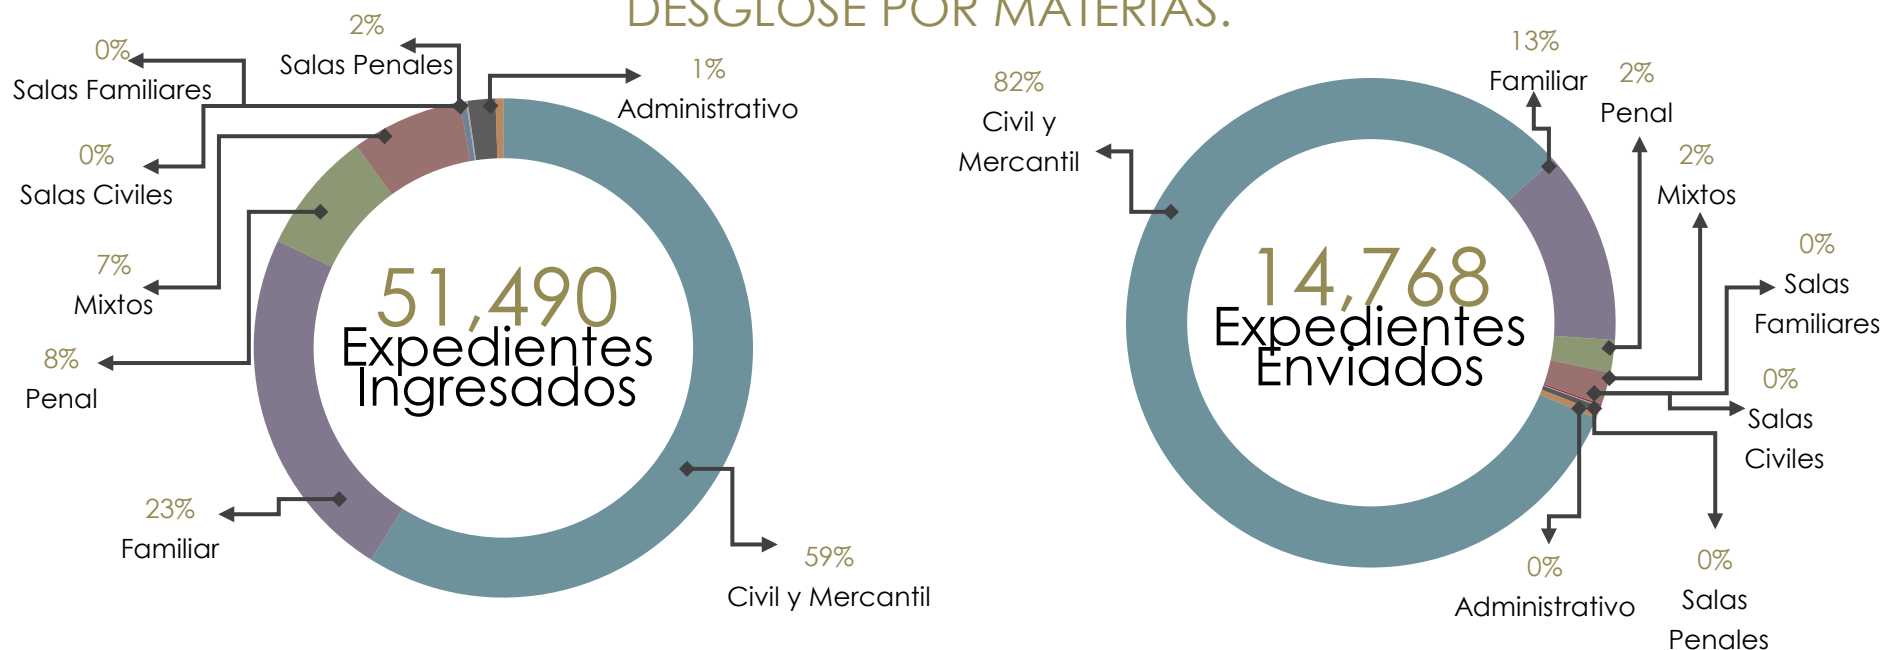 DESGLOSE POR MATERIAS.
0%
Salas Familiares
2%
Salas Penales
1%
Administrativo
0%
Salas Civiles
7%
Mixtos
8%
Penal
23%
Familiar
59%
Civil y Mercantil
51,490
Expedientes
Ingresados
82%
Civil y
Mercantil
13%
Familiar
2%
Penal
2%
Mixtos
0%
Salas
Familiares
0%
Salas
Civiles
0%
Salas
Penales
0%
Administrativo
14,768
Expedientes
Enviados